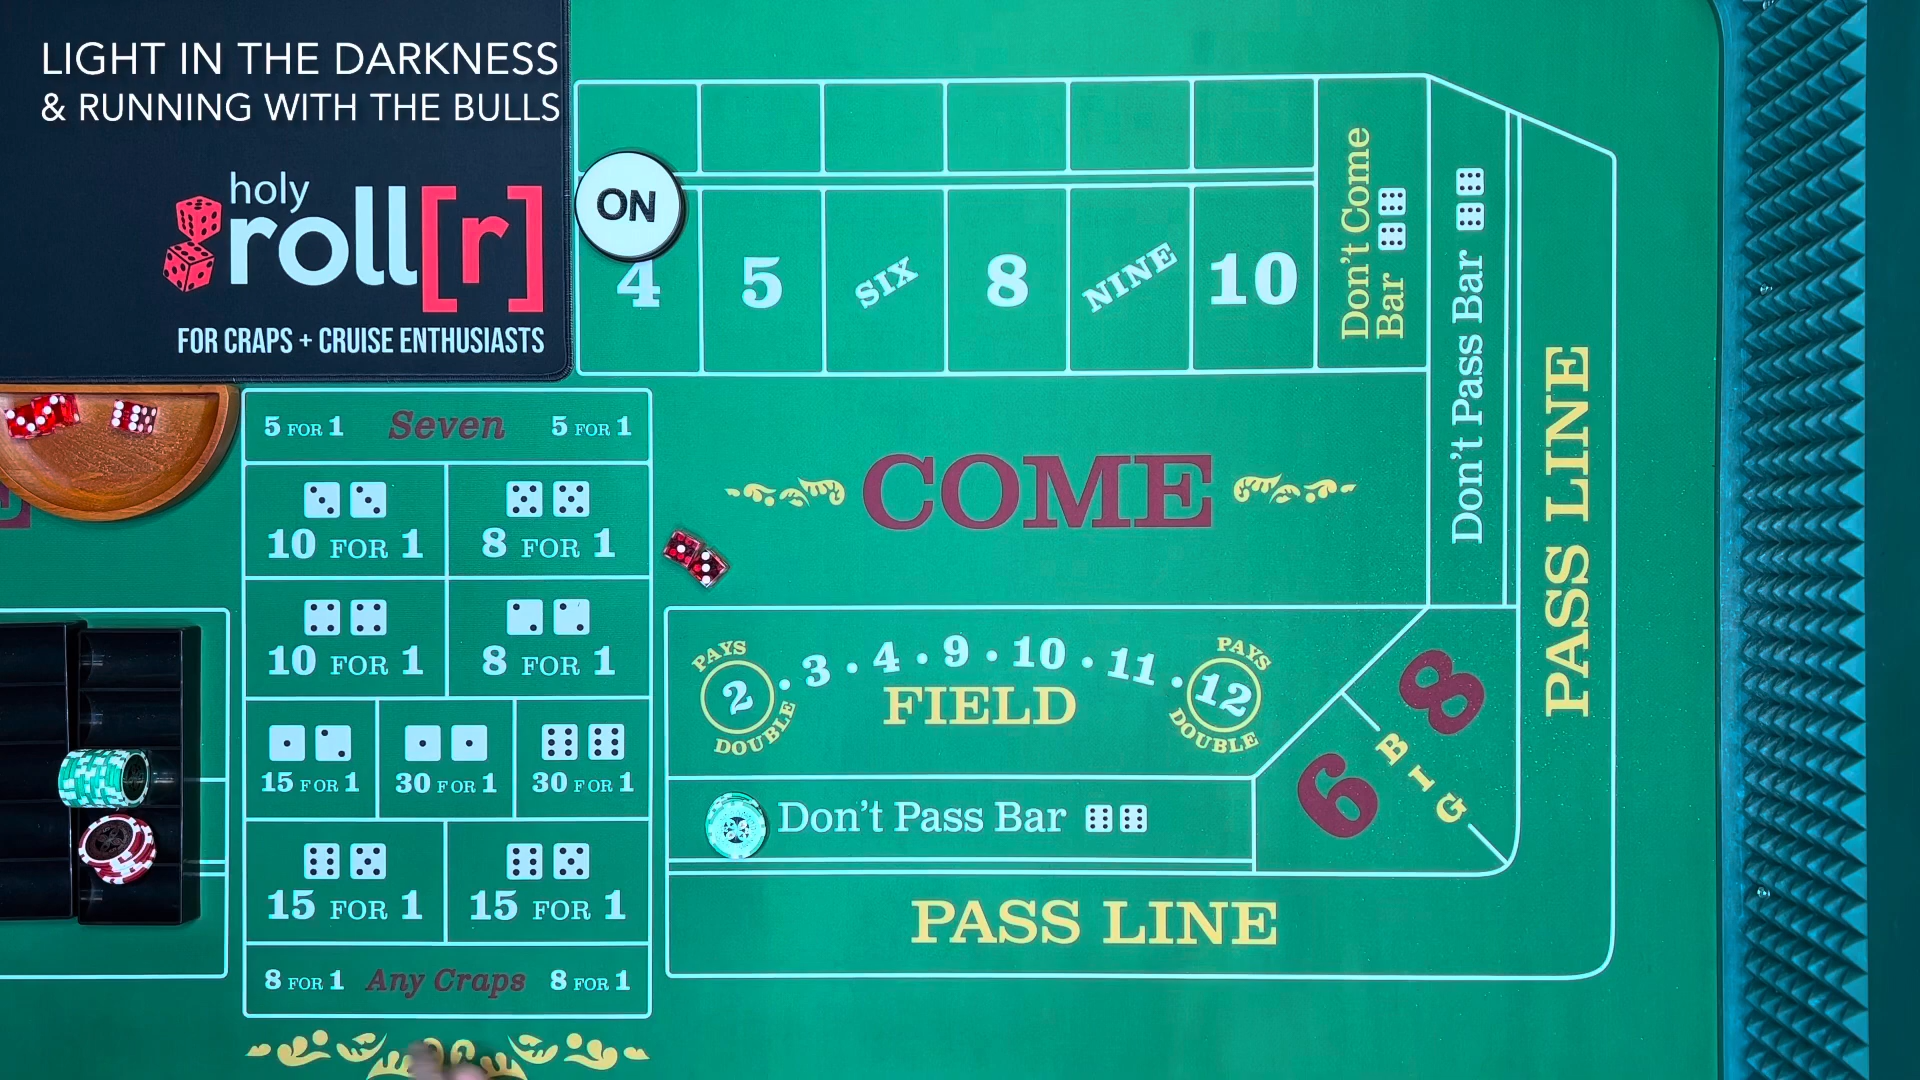 LIGHT IN THE DARKNESS
& RUNNING WITH THE BULLS
holy
roll[r]
FOR CRAPS + CRUISE ENTHUSIASTS
ON
4 5 SIX 8 NINE 10
Don't Come
Bar
Don't Pass Bar
PASS LINE
5 FOR 1 Seven 5 FOR 1
10 FOR 1 8 FOR 1
10 FOR 1 8 FOR 1
15 FOR 1 30 FOR 1 30 FOR 1
15 FOR 1 15 FOR 1
8 FOR 1 Any Craps 8 FOR 1
COME
PAYS
2
DOUBLE
· 3 · 4 · 9 · 10 · 11 ·
PAYS
12
DOUBLE
FIELD
Don't Pass Bar
PASS LINE
6 8
BIG